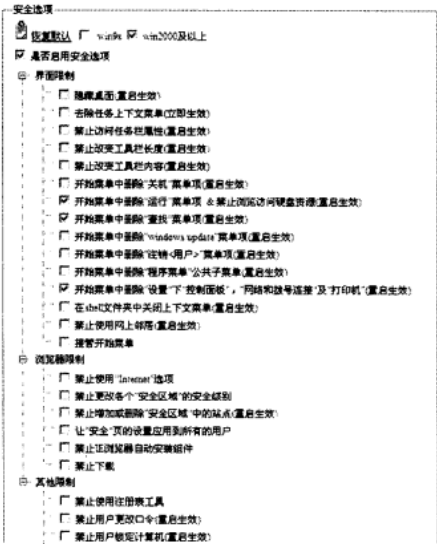 安全选项
恢复默认 win9x win2000及以上
是否启用安全选项
界面限制
隐藏桌面(重启生效)
去除任务上下文菜单(立即生效)
禁止访问任务栏属性(重启生效)
禁止改变工具栏长度(重启生效)
禁止改变工具栏内容(重启生效)
开始菜单中删除"关机"菜单项(重启生效)
开始菜单中删除"运行"菜单项 & 禁止浏览访问硬盘资源(重启生效)
开始菜单中删除"查找"菜单项(重启生效)
开始菜单中删除"windows update"菜单项(重启生效)
开始菜单中删除"注销<用户>"菜单项(重启生效)
开始菜单中删除"程序菜单"公共子菜单(重启生效)
开始菜单中删除"设置"下"控制面板"，"网络和拨号连接"及"打印机"(重启生效)
在shell文件夹中关闭上下文菜单(重启生效)
禁止使用网上邻居(重启生效)
接管开始菜单
浏览器限制
禁止使用"Internet"选项
禁止更改各个"安全区域"的安全级别
禁止增加或删除"安全区域"中的站点(重启生效)
让"安全"页的设置应用到所有的用户
禁止IE浏览器自动安装组件
禁止下载
其他限制
禁止使用注册表工具
禁止用户更改口令(重启生效)
禁止用户锁定计算机(重启生效)